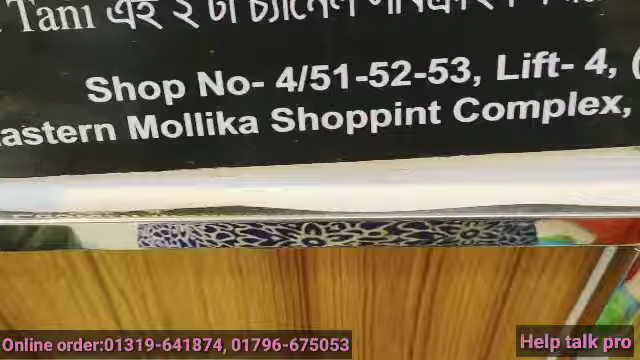 Tani এই ২ টা চ্যানেল
Shop No- 4/51-52-53, Lift- 4, (
astern Mollika Shoppint Complex,
Online order:01319-641874, 01796-675053
Help talk pro